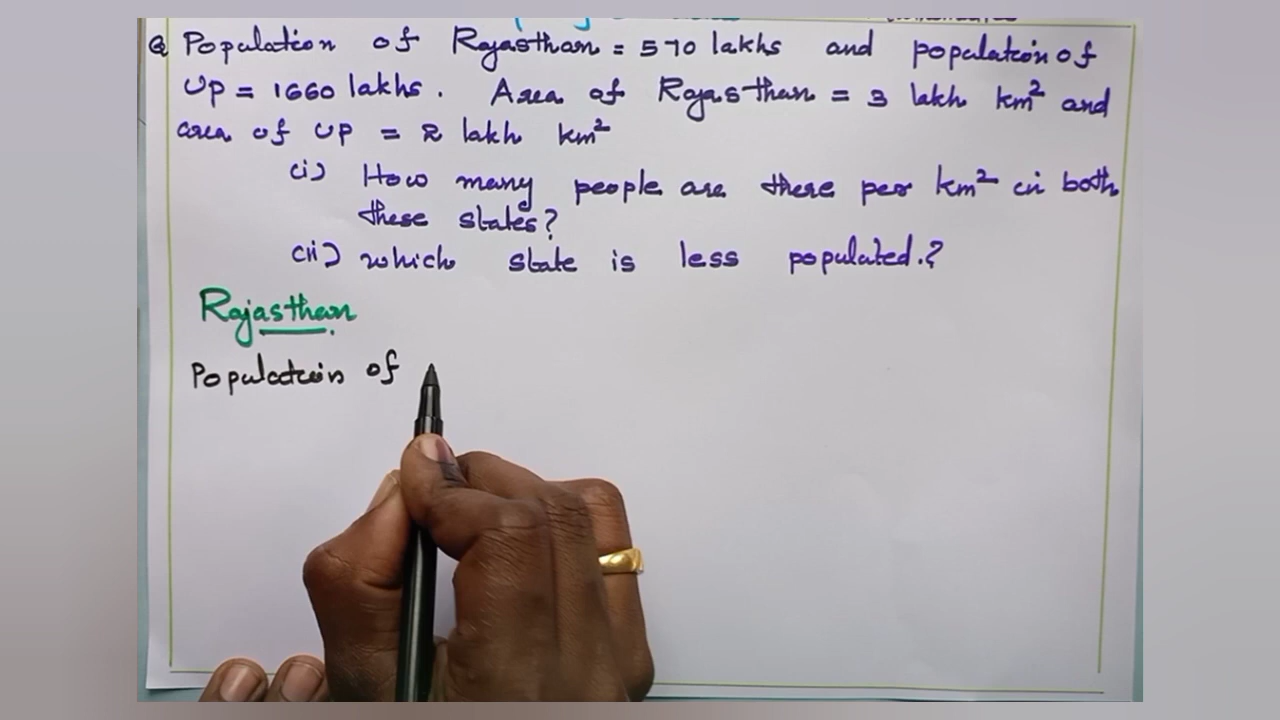 Q Population of Rajasthan = 570 lakhs and population of
UP = 1660 lakhs. Area of Rajasthan = 3 lakh km² and
area of UP = 2 lakh km²
(i) How many people are there per km² in both
these states?
(ii) which state is less populated.?
Rajasthan
Population of